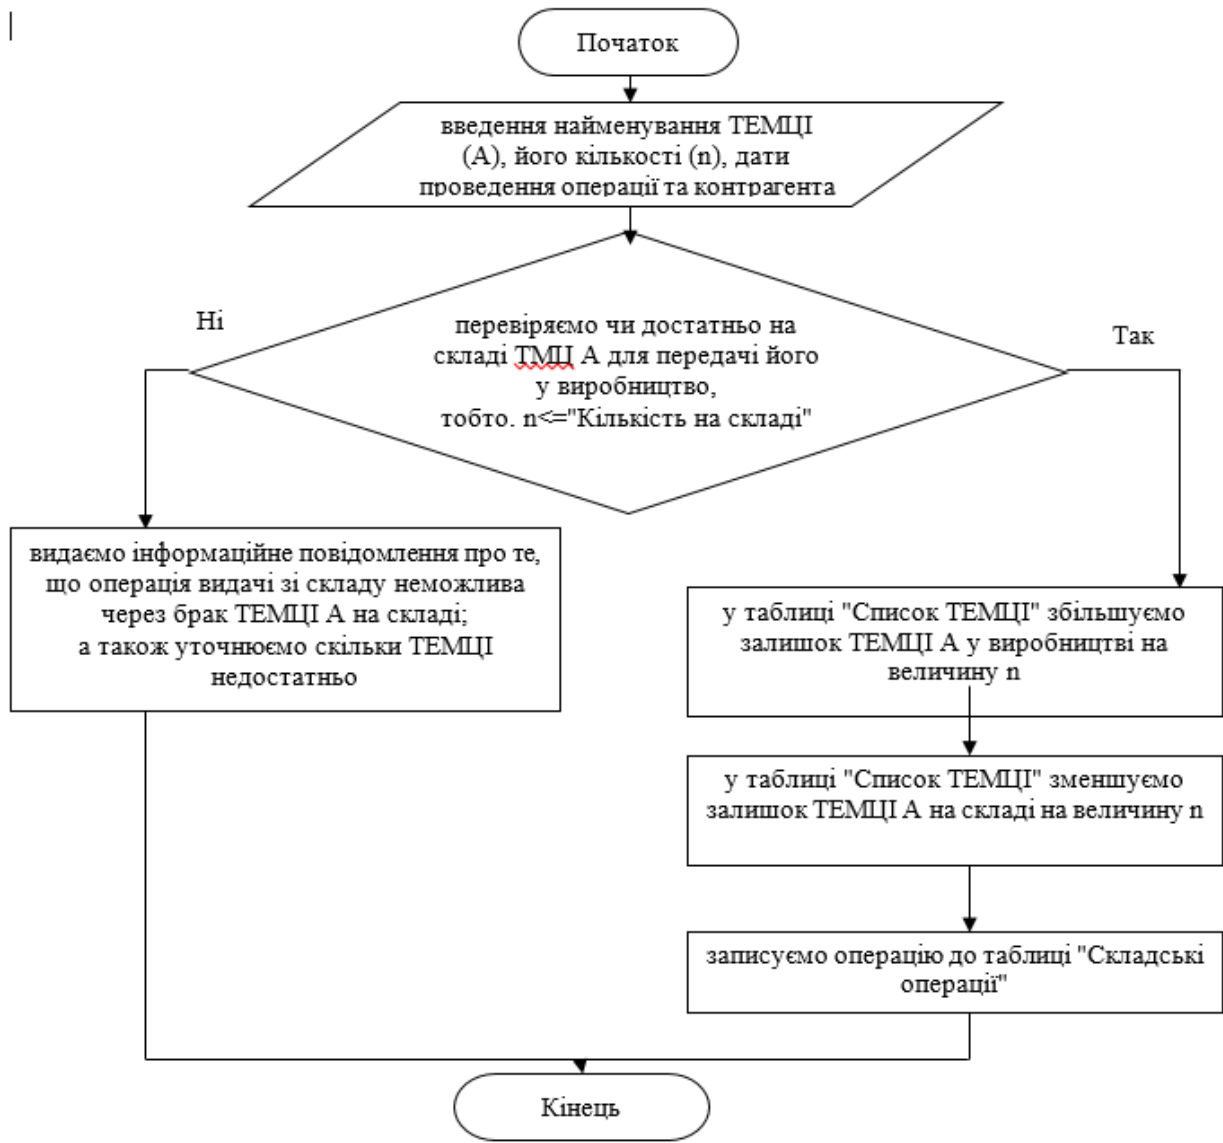 Початок
введення найменування ТЕМЦІ
(А), його кількості (n), дати
проведення операції та контрагента
Ні
Так
перевіряємо чи достатньо на
складі ТМЦ А для передачі його
у виробництво,
тобто. n<="Кількість на складі"
видаємо інформаційне повідомлення про те,
що операція видачі зі складу неможлива
через брак ТЕМЦІ А на складі;
а також уточнюємо скільки ТЕМЦІ
недостатньо
у таблиці "Список ТЕМЦІ" збільшуємо
залишок ТЕМЦІ А у виробництві на
величину n
у таблиці "Список ТЕМЦІ" зменшуємо
залишок ТЕМЦІ А на складі на величину n
записуємо операцію до таблиці "Складські
операції"
Кінець